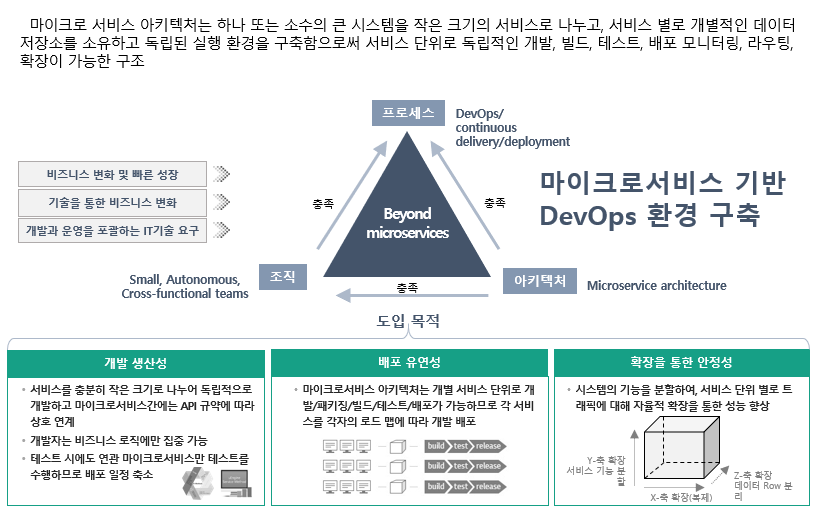 마이크로 서비스 아키텍처는 하나 또는 소수의 큰 시스템을 작은 크기의 서비스로 나누고, 서비스 별로 개별적인 데이터
저장소를 소유하고 독립된 실행 환경을 구축함으로써 서비스 단위로 독립적인 개발, 빌드, 테스트, 배포 모니터링, 라우팅,
확장이 가능한 구조
프로세스
DevOps/
continuous
delivery/deployment
비즈니스 변화 및 빠른 성장
기술을 통한 비즈니스 변화
개발과 운영을 포괄하는 IT기술 요구
충족
충족
Beyond
microservices
마이크로서비스 기반
DevOps 환경 구축
Small, Autonomous,
Cross-functional teams
조직
충족
아키텍처
Microservice architecture
도입 목적
개발 생산성
• 서비스를 충분히 작은 크기로 나누어 독립적으로
개발하고 마이크로서비스간에는 API 규약에 따라
상호 연계
• 개발자는 비즈니스 로직에만 집중 가능
• 테스트 시에도 연관 마이크로서비스만 테스트를
수행하므로 배포 일정 축소
배포 유연성
• 마이크로서비스 아키텍처는 개별 서비스 단위로 개
발/패키징/빌드/테스트/배포가 가능하므로 각 서비
스를 각자의 로드 맵에 따라 개발 배포
build test release
build test release
build test release
확장을 통한 안정성
• 시스템의 기능을 분할하여, 서비스 단위 별로 트
래픽에 대해 자율적 확장을 통한 성능 향상
Y-축 확장
서비스 기능 분
할
X-축 확장(복제)
Z-축 확장
데이터 Row 분
리